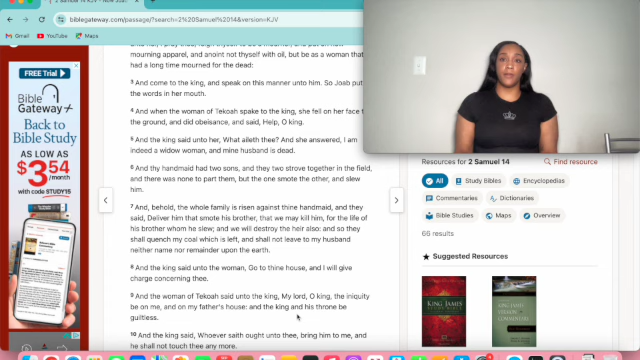 2 Samuel 14 KJV - Now Joab
biblegateway.com/passage/?search=2%20Samuel%2014&version=KJV
Gmail
YouTube
Maps
FREE Trial
Bible
Gateway+
Back to
Bible Study
AS LOW AS
$3.54
/month
with code STUDY15
mourning apparel, and anoint not thyself with oil, but be as a woman that
had a long time mourned for the dead:
3 And come to the king, and speak on this manner unto him. So Joab put
the words in her mouth.
4 And when the woman of Tekoah spake to the king, she fell on her face
the ground, and did obeisance, and said, Help, O king.
5 And the king said unto her, What aileth thee? And she answered, I am
indeed a widow woman, and mine husband is dead.
6 And thy handmaid had two sons, and they two strove together in the field,
and there was none to part them, but the one smote the other, and slew
him.
7 And, behold, the whole family is risen against thine handmaid, and they
said, Deliver him that smote his brother, that we may kill him, for the life of
his brother whom he slew; and we will destroy the heir also: and so they
shall quench my coal which is left, and shall not leave to my husband
neither name nor remainder upon the earth.
8 And the king said unto the woman, Go to thine house, and I will give
charge concerning thee.
9 And the woman of Tekoah said unto the king, My lord, O king, the iniquity
be on me, and on my father's house: and the king and his throne be
guiltless.
10 And the king said, Whoever saith ought unto thee, bring him to me, and
he shall not touch thee any more.
Resources for 2 Samuel 14
Find resource
All
Study Bibles
Encyclopedias
Commentaries
Dictionaries
Bible Studies
Maps
Overview
66 results
Suggested Resources
KING JAMES